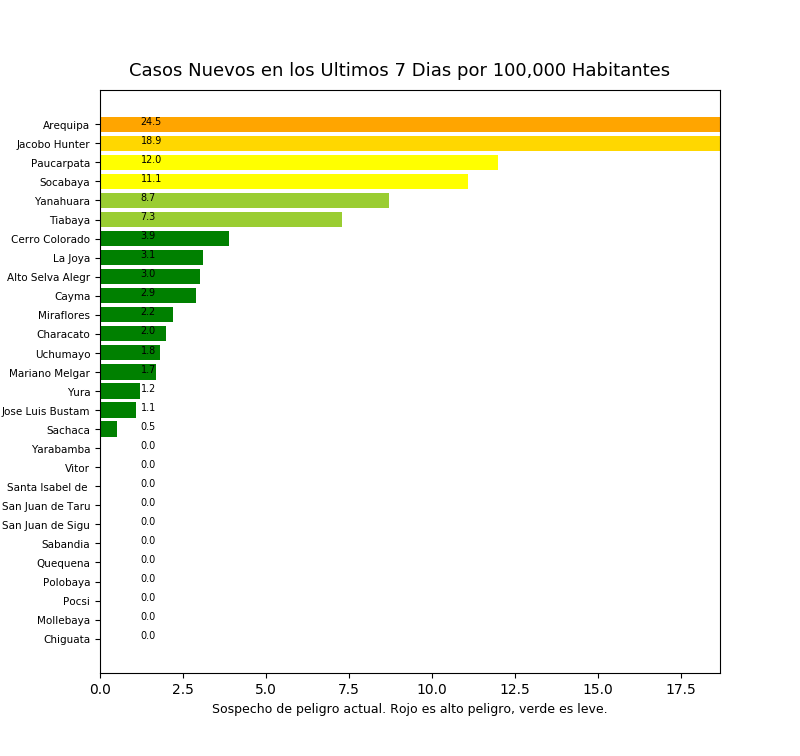 Casos Nuevos en los Ultimos 7 Dias por 100,000 Habitantes
Arequipa 24.5
Jacobo Hunter 18.9
Paucarpata 12.0
Socabaya 11.1
Yanahuara 8.7
Tiabaya 7.3
Cerro Colorado 3.9
La Joya 3.1
Alto Selva Alegr 3.0
Cayma 2.9
Miraflores 2.2
Characato 2.0
Uchumayo 1.8
Mariano Melgar 1.7
Yura 1.2
Jose Luis Bustam 1.1
Sachaca 0.5
Yarabamba 0.0
Vitor 0.0
Santa Isabel de 0.0
San Juan de Taru 0.0
San Juan de Sigu 0.0
Sabandia 0.0
Quequena 0.0
Polobaya 0.0
Pocsi 0.0
Mollebaya 0.0
Chiguata 0.0
0.0 2.5 5.0 7.5 10.0 12.5 15.0 17.5
Sospecho de peligro actual. Rojo es alto peligro, verde es leve.